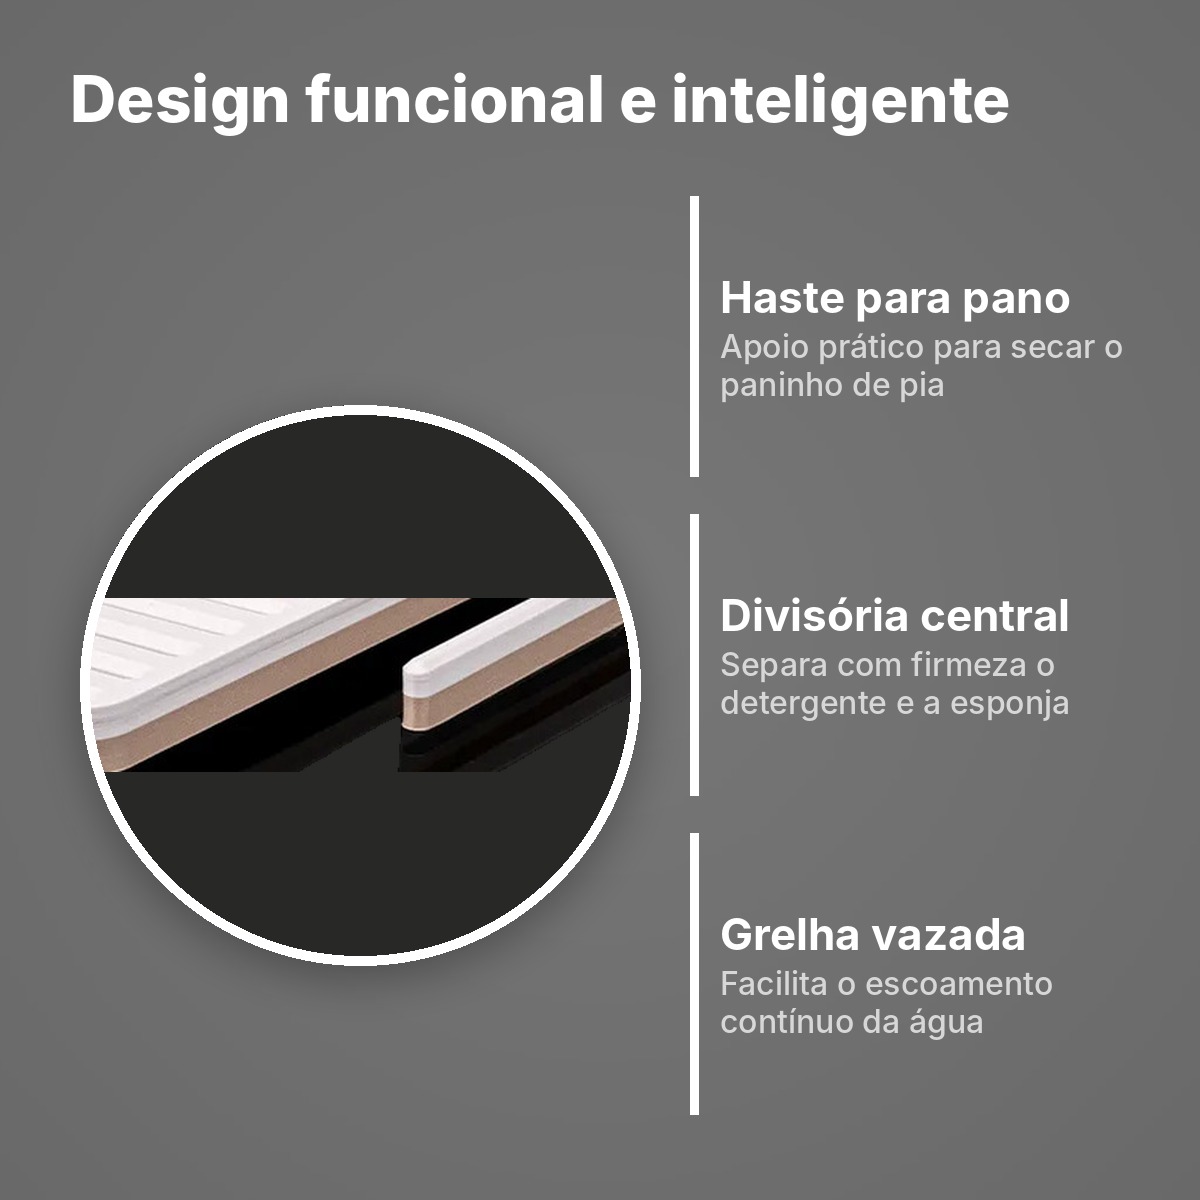 Design funcional e inteligente
Haste para pano
Apoio prático para secar o
paninho de pia
Divisória central
Separa com firmeza o
detergente e a esponja
Grelha vazada
Facilita o escoamento
contínuo da água